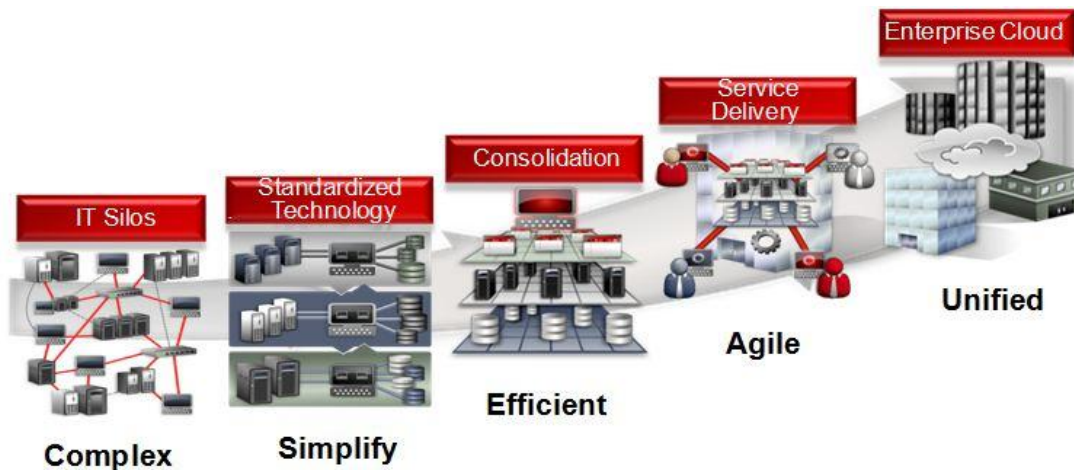 IT Silos
Complex
Standardized
Technology
Simplify
Consolidation
Efficient
Service
Delivery
Agile
Enterprise Cloud
Unified